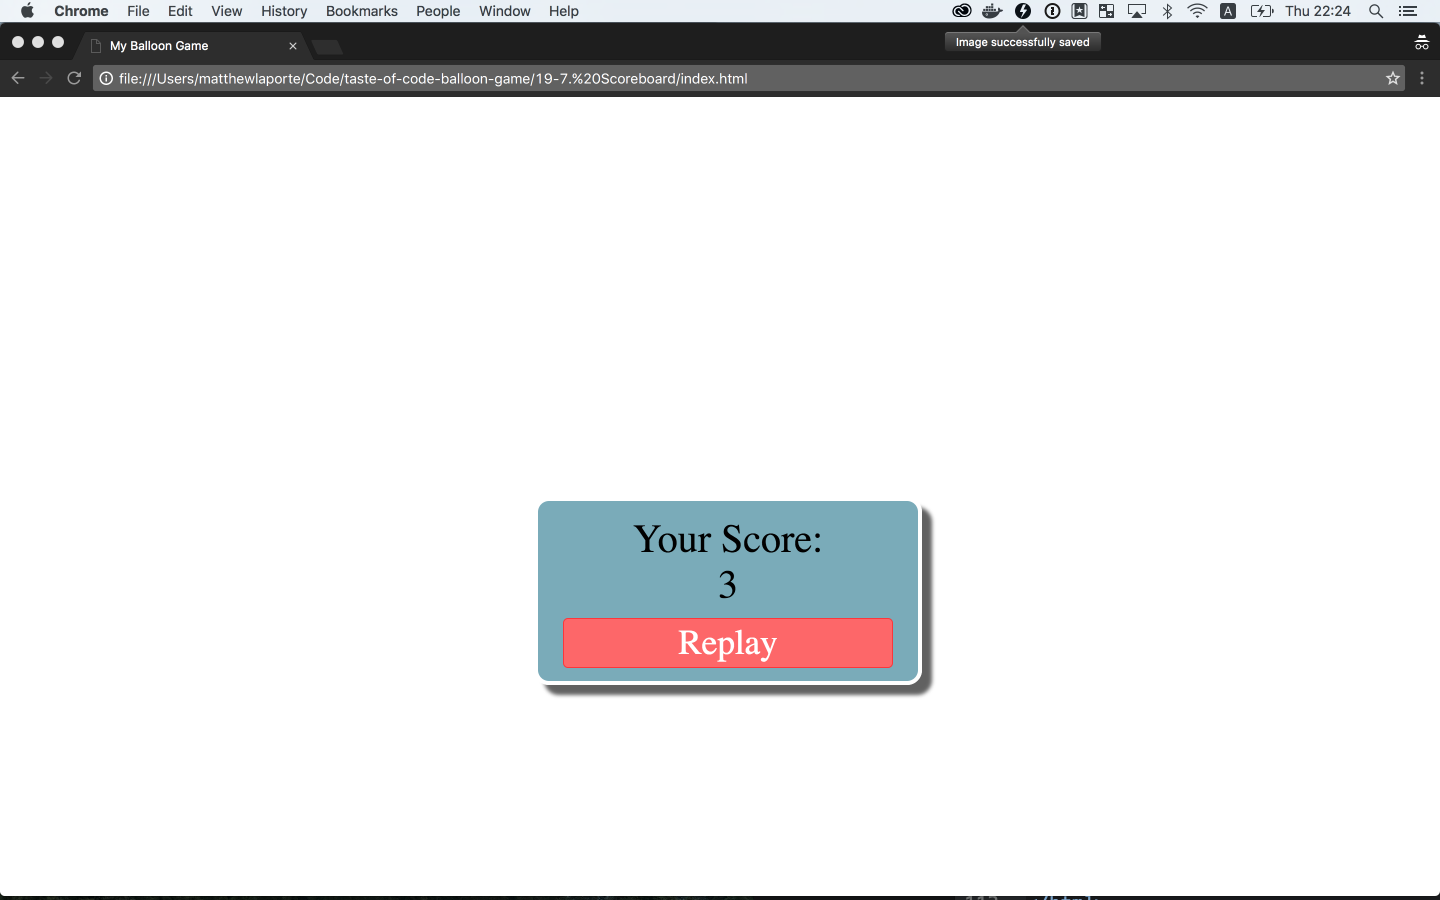 Chrome File Edit View History Bookmarks People Window Help A Thu 22:24
My Balloon Game
Image successfully saved
file:///Users/matthewlaporte/Code/taste-of-code-balloon-game/19-7.%20Scoreboard/index.html
Your Score:
3
Replay